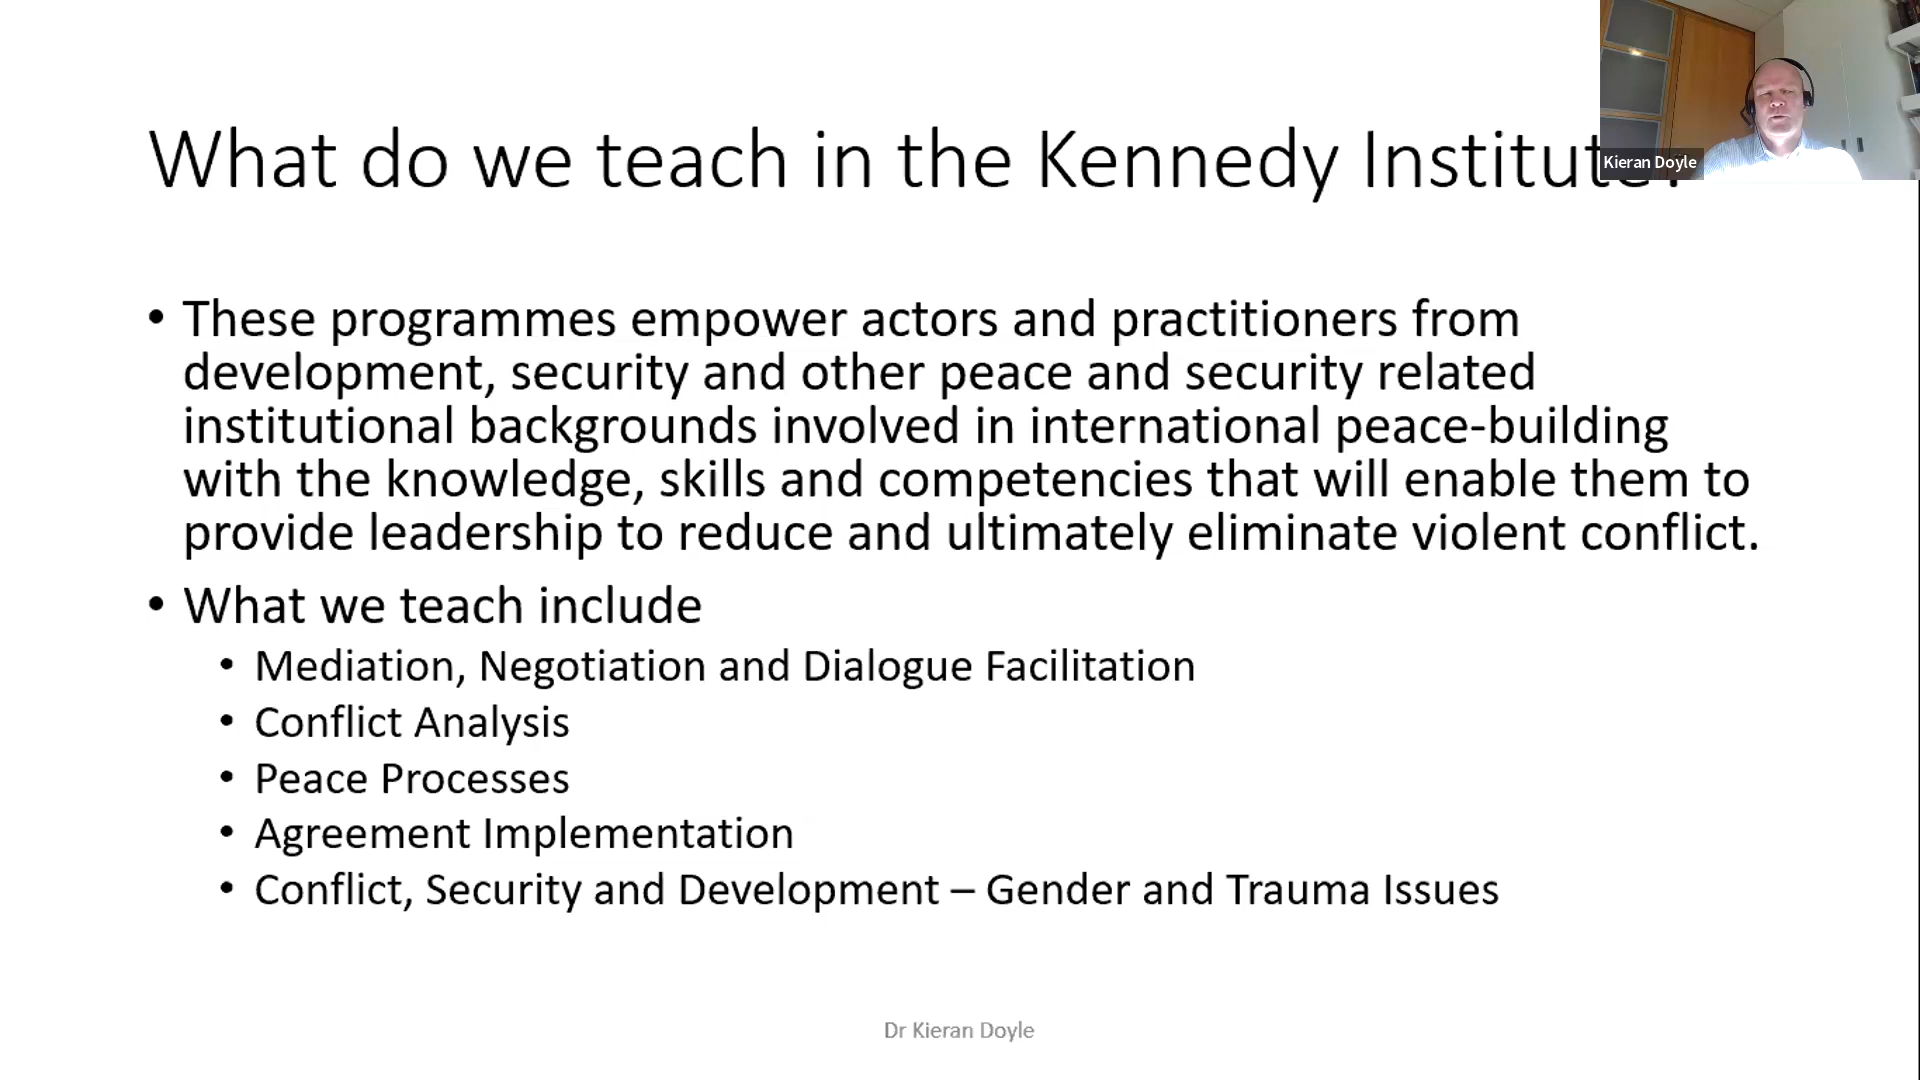 What do we teach in the Kennedy Institute?
Kieran Doyle
• These programmes empower actors and practitioners from
development, security and other peace and security related
institutional backgrounds involved in international peace-building
with the knowledge, skills and competencies that will enable them to
provide leadership to reduce and ultimately eliminate violent conflict.
• What we teach include
• Mediation, Negotiation and Dialogue Facilitation
• Conflict Analysis
• Peace Processes
• Agreement Implementation
• Conflict, Security and Development – Gender and Trauma Issues
Dr Kieran Doyle